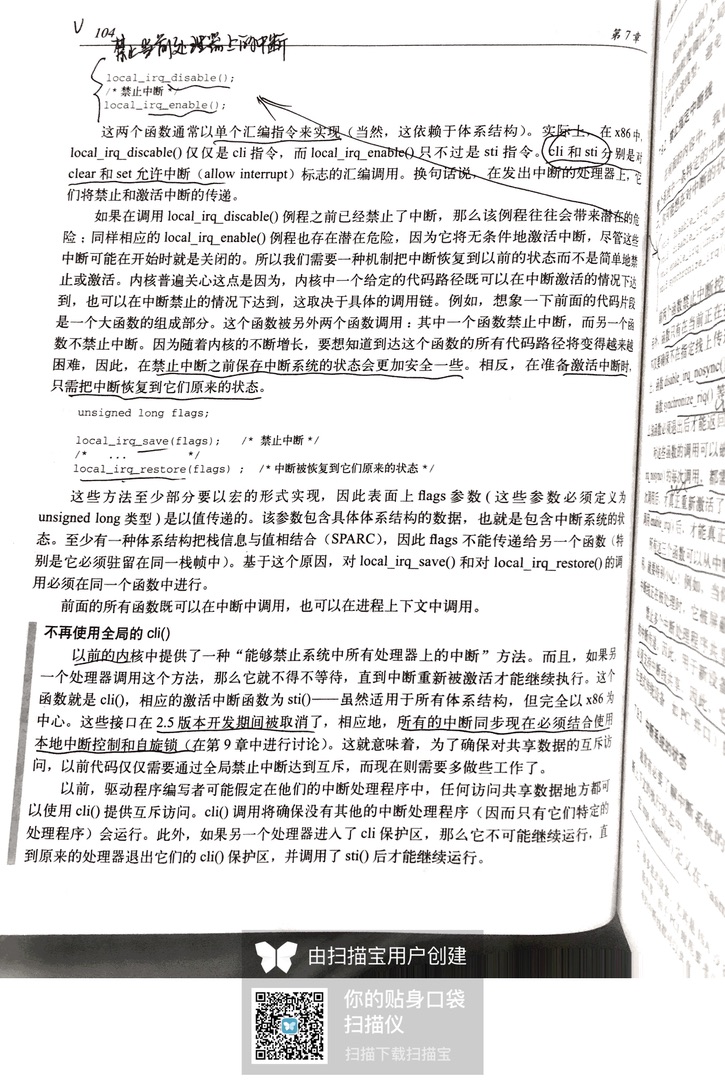 104
第 7 章
禁止当前处理器上的中断
local_irq_disable();
/* 禁止中断 */
local_irq_enable();
这两个函数通常以单个汇编指令来实现（当然，这依赖于体系结构）。实际上，在 x86 中，
local_irq_discable() 仅仅是 cli 指令，而 local_irq_enable() 只不过是 sti 指令。cli 和 sti 分别是对
clear 和 set 允许中断（allow interrupt）标志的汇编调用。换句话说，在发出中断的处理器上，它
们将禁止和激活中断的传递。
如果在调用 local_irq_discable() 例程之前已经禁止了中断，那么该例程往往会带来潜在的危
险：同样相应的 local_irq_enable() 例程也存在潜在危险，因为它将无条件地激活中断，尽管这些
中断可能在开始时就是关闭的。所以我们需要一种机制把中断恢复到以前的状态而不是简单地禁
止或激活。内核普遍关心这点是因为，内核中一个给定的代码路径既可以在中断激活的情况下达
到，也可以在中断禁止的情况下达到，这取决于具体的调用链。例如，想象一下前面的代码片段
是一个大函数的组成部分。这个函数被另外两个函数调用：其中一个函数禁止中断，而另一个函
数不禁止中断。因为随着内核的不断增长，要想知道到达这个函数的所有代码路径将变得越来越
困难，因此，在禁止中断之前保存中断系统的状态会更加安全一些。相反，在准备激活中断时，
只需把中断恢复到它们原来的状态。
unsigned long flags;
local_irq_save(flags); /* 禁止中断 */
/* ... */
local_irq_restore(flags) ; /* 中断被恢复到它们原来的状态 */
这些方法至少部分要以宏的形式实现，因此表面上 flags 参数 ( 这些参数必须定义为
unsigned long 类型 ) 是以值传递的。该参数包含具体体系结构的数据，也就是包含中断系统的状
态。至少有一种体系结构把栈信息与值相结合（SPARC），因此 flags 不能传递给另一个函数（特
别是它必须驻留在同一栈帧中）。基于这个原因，对 local_irq_save() 和对 local_irq_restore() 的调
用必须在同一个函数中进行。
前面的所有函数既可以在中断中调用，也可以在进程上下文中调用。
不再使用全局的 cli()
以前的内核中提供了一种“能够禁止系统中所有处理器上的中断”方法。而且，如果另
一个处理器调用这个方法，那么它就不得不等待，直到中断重新被激活才能继续执行。这个
函数就是 cli()，相应的激活中断函数为 sti()——虽然适用于所有体系结构，但完全以 x86 为
中心。这些接口在 2.5 版本开发期间被取消了，相应地，所有的中断同步现在必须结合使用
本地中断控制和自旋锁（在第 9 章中进行讨论）。这就意味着，为了确保对共享数据的互斥访
问，以前代码仅仅需要通过全局禁止中断达到互斥，而现在则需要多做些工作了。
以前，驱动程序编写者可能假定在他们的中断处理程序中，任何访问共享数据地方都可
以使用 cli() 提供互斥访问。cli() 调用将确保没有其他的中断处理程序（因而只有它们特定的
处理程序）会运行。此外，如果另一个处理器进入了 cli 保护区，那么它不可能继续运行，直
到原来的处理器退出它们的 cli() 保护区，并调用了 sti() 后才能继续运行。
由扫描宝用户创建
你的贴身口袋
扫描仪
扫描下载扫描宝